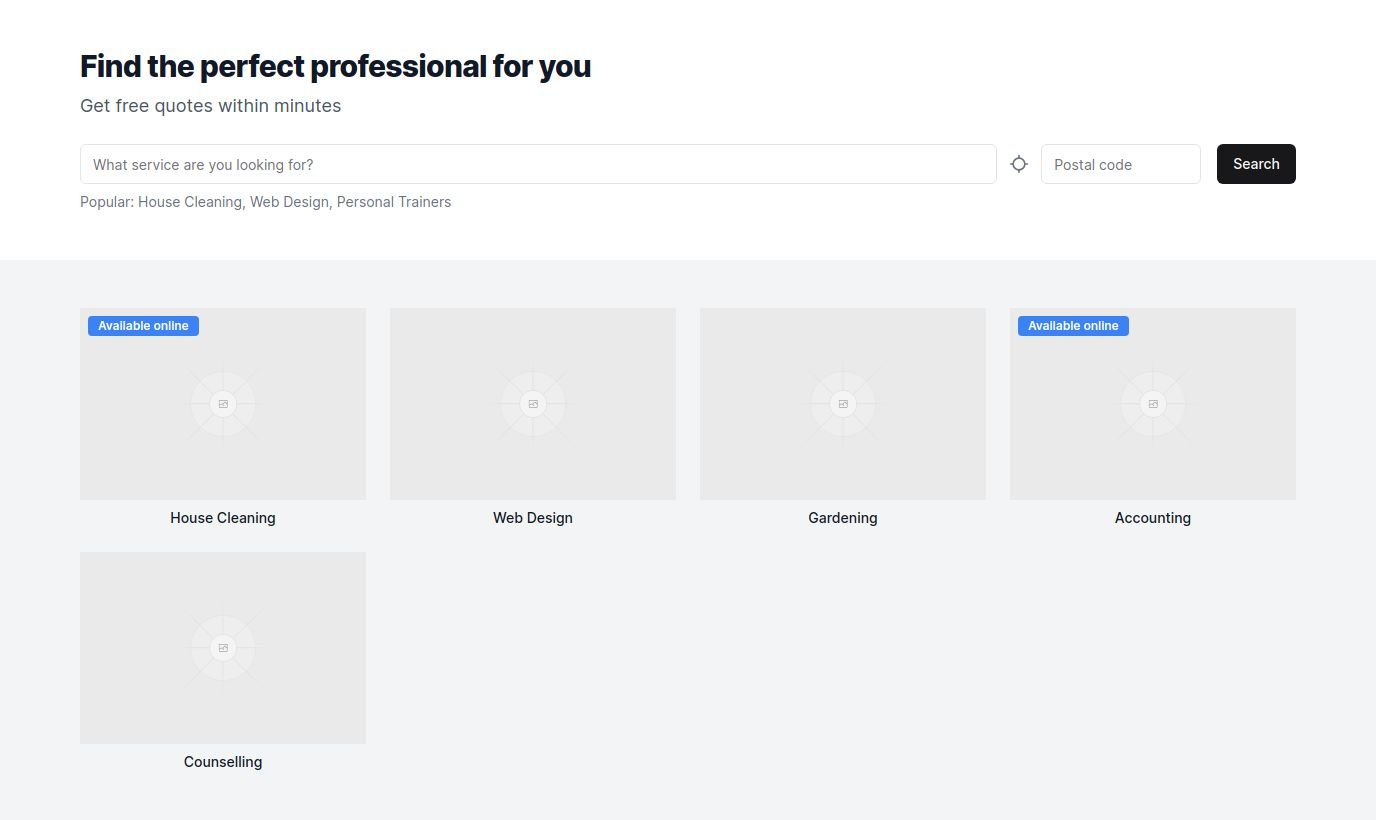 Find the perfect professional for you
Get free quotes within minutes
What service are you looking for?
Postal code
Search
Popular: House Cleaning, Web Design, Personal Trainers
Available online
Available online
House Cleaning
Web Design
Gardening
Accounting
Counselling